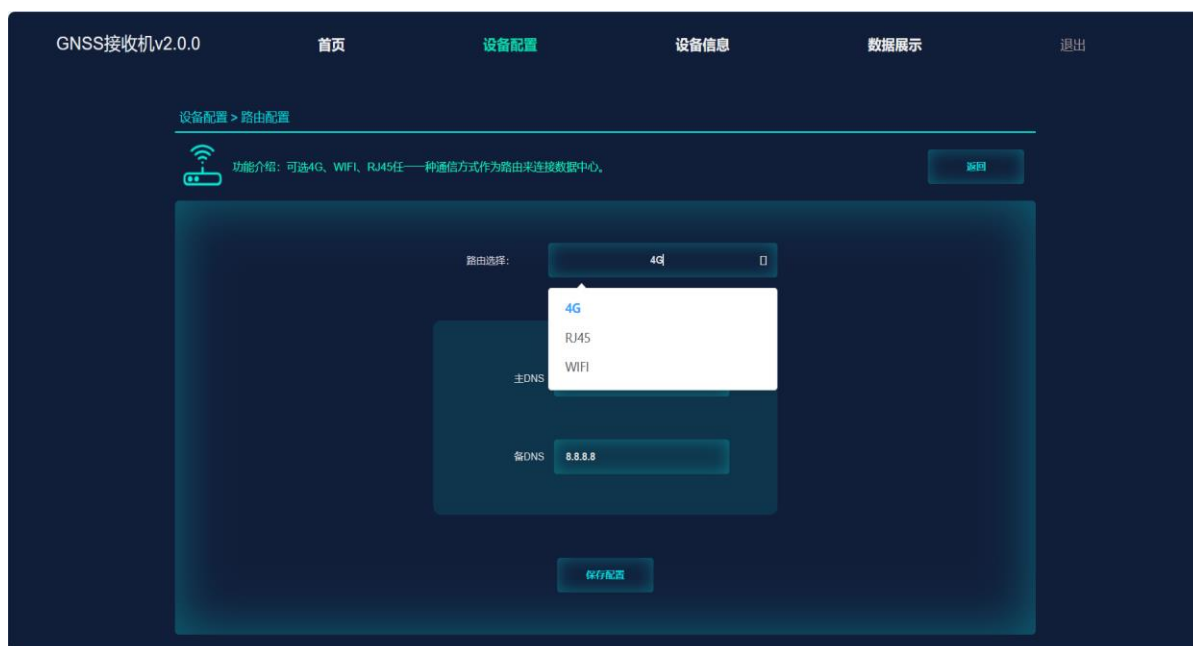 GNSS接收机v2.0.0 首页 设备配置 设备信息 数据展示 退出
设备配置 > 路由配置
功能介绍：可选4G、WIFI、RJ45任一一种通信方式作为路由来连接数据中心。 返回
路由选择： 4G
4G
RJ45
WIFI
主DNS
备DNS 8.8.8.8
保存配置